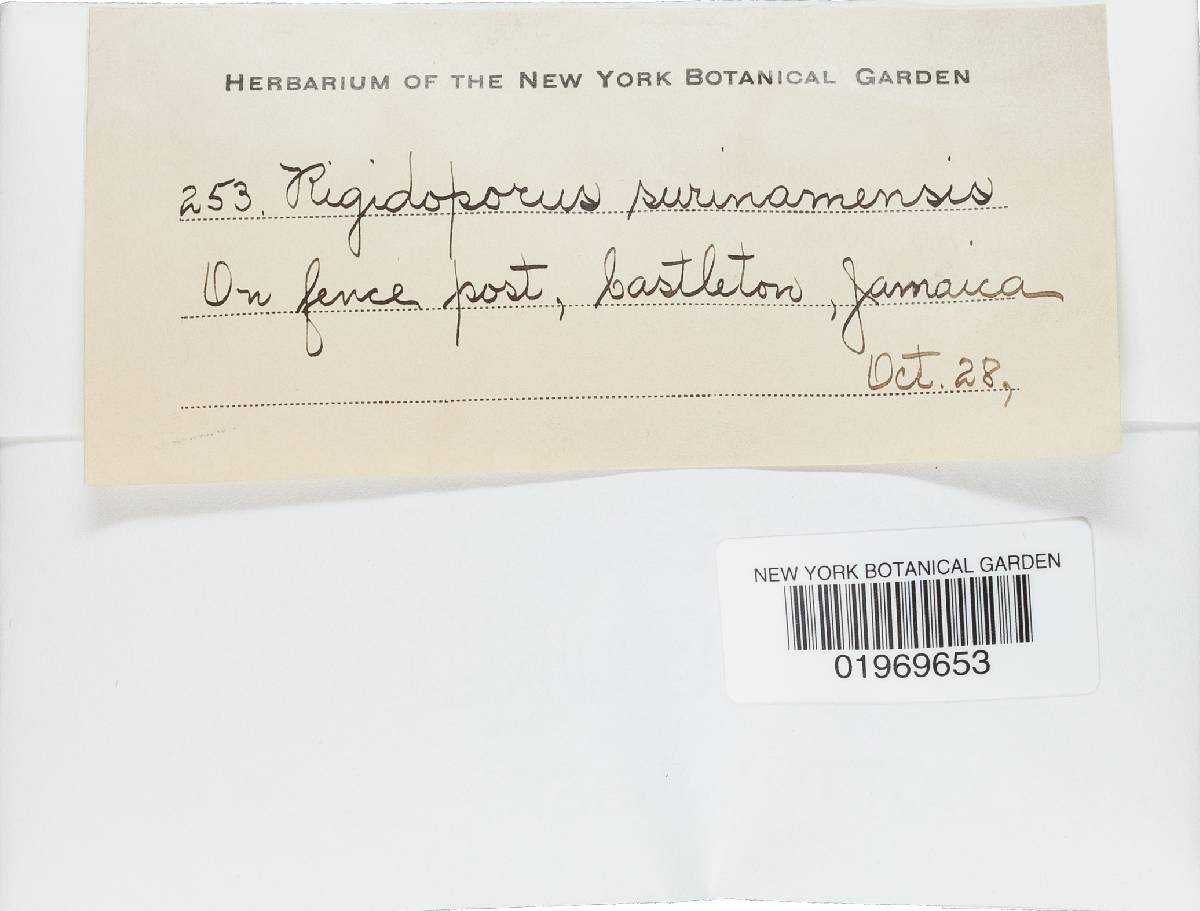 HERBARIUM OF THE NEW YORK BOTANICAL GARDEN
253. Rigidoporus surinamensis
On fence post, Castleton, Jamaica
Oct. 28,
NEW YORK BOTANICAL GARDEN
01969653